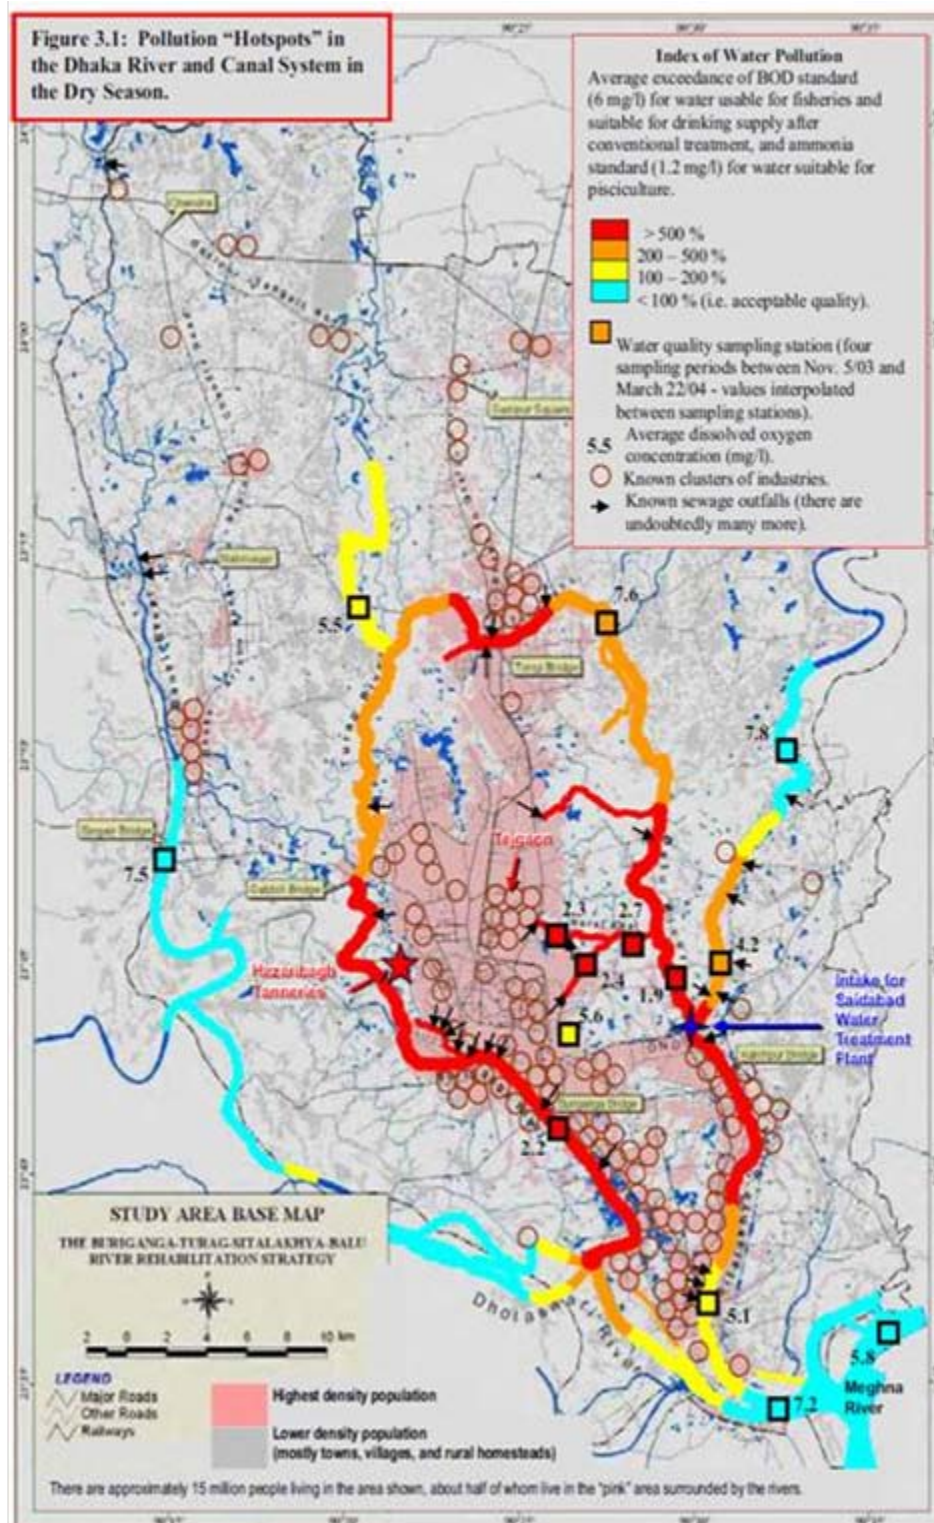 Figure 3.1: Pollution “Hotspots” in
the Dhaka River and Canal System in
the Dry Season.
Index of Water Pollution
Average exceedance of BOD standard
(6 mg/l) for water usable for fisheries and
suitable for drinking supply after
conventional treatment, and ammonia
standard (1.2 mg/l) for water suitable for
pisciculture.
> 500 %
200 – 500 %
100 – 200 %
< 100 % (i.e. acceptable quality).
Water quality sampling station (four
sampling periods between Nov. 5/03 and
March 22/04 - values interpolated
between sampling stations).
5.5 Average dissolved oxygen
concentration (mg/l).
Known clusters of industries.
Known sewage outfalls (there are
undoubtedly many more).
Chandra
5.5
7.6
7.8
Tongi Bridge
7.5
Tejgaon
2.3
2.7
4.2
Hazaribagh
Tanneries
2.4
1.9
5.6
Intake for
Saidabad
Water
Treatment
Plant
2.2
5.1
5.8
7.2
Meghna
River
STUDY AREA BASE MAP
THE BURIGANGA-TURAG-SITALAKHYA-BALU
RIVER REHABILITATION STRATEGY
2 0 2 4 6 8 10 km
LEGEND
Major Roads
Other Roads
Railways
Highest density population
Lower density population
(mostly towns, villages, and rural homesteads)
There are approximately 15 million people living in the area shown, about half of whom live in the “pink” area surrounded by the rivers.